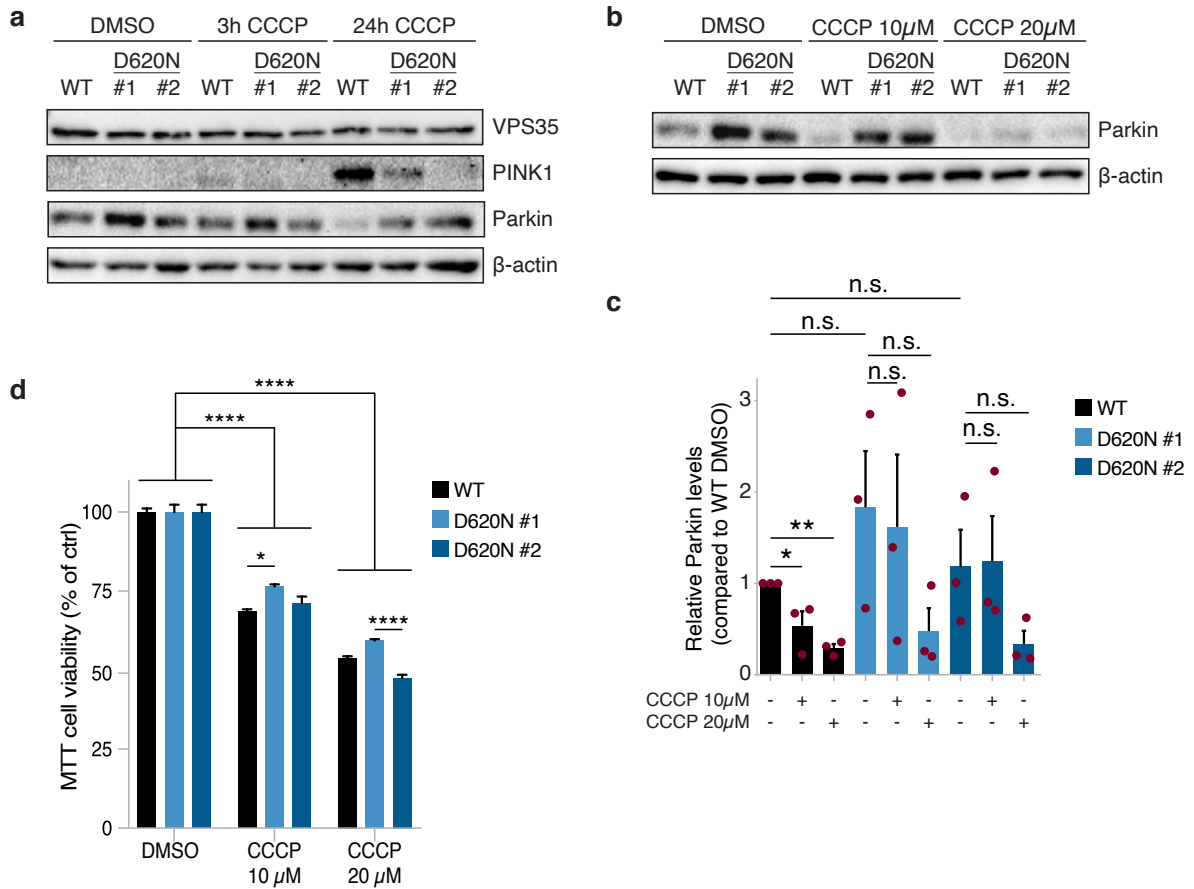 a
DMSO 3h CCCP 24h CCCP
D620N D620N D620N
WT #1 #2 WT #1 #2 WT #1 #2
VPS35
PINK1
Parkin
β-actin
b
DMSO CCCP 10µM CCCP 20µM
D620N D620N D620N
WT #1 #2 WT #1 #2 WT #1 #2
Parkin
β-actin
c
n.s.
n.s.
n.s.
n.s.
n.s.
n.s.
**
*
Relative Parkin levels
(compared to WT DMSO)
3
2
1
0
CCCP 10µM - + - - + - - + -
CCCP 20µM - - + - - + - - +
WT
D620N #1
D620N #2
d
****
****
*
****
MTT cell viability (% of ctrl)
100
75
50
25
0
DMSO CCCP CCCP
10 µM 20 µM
WT
D620N #1
D620N #2